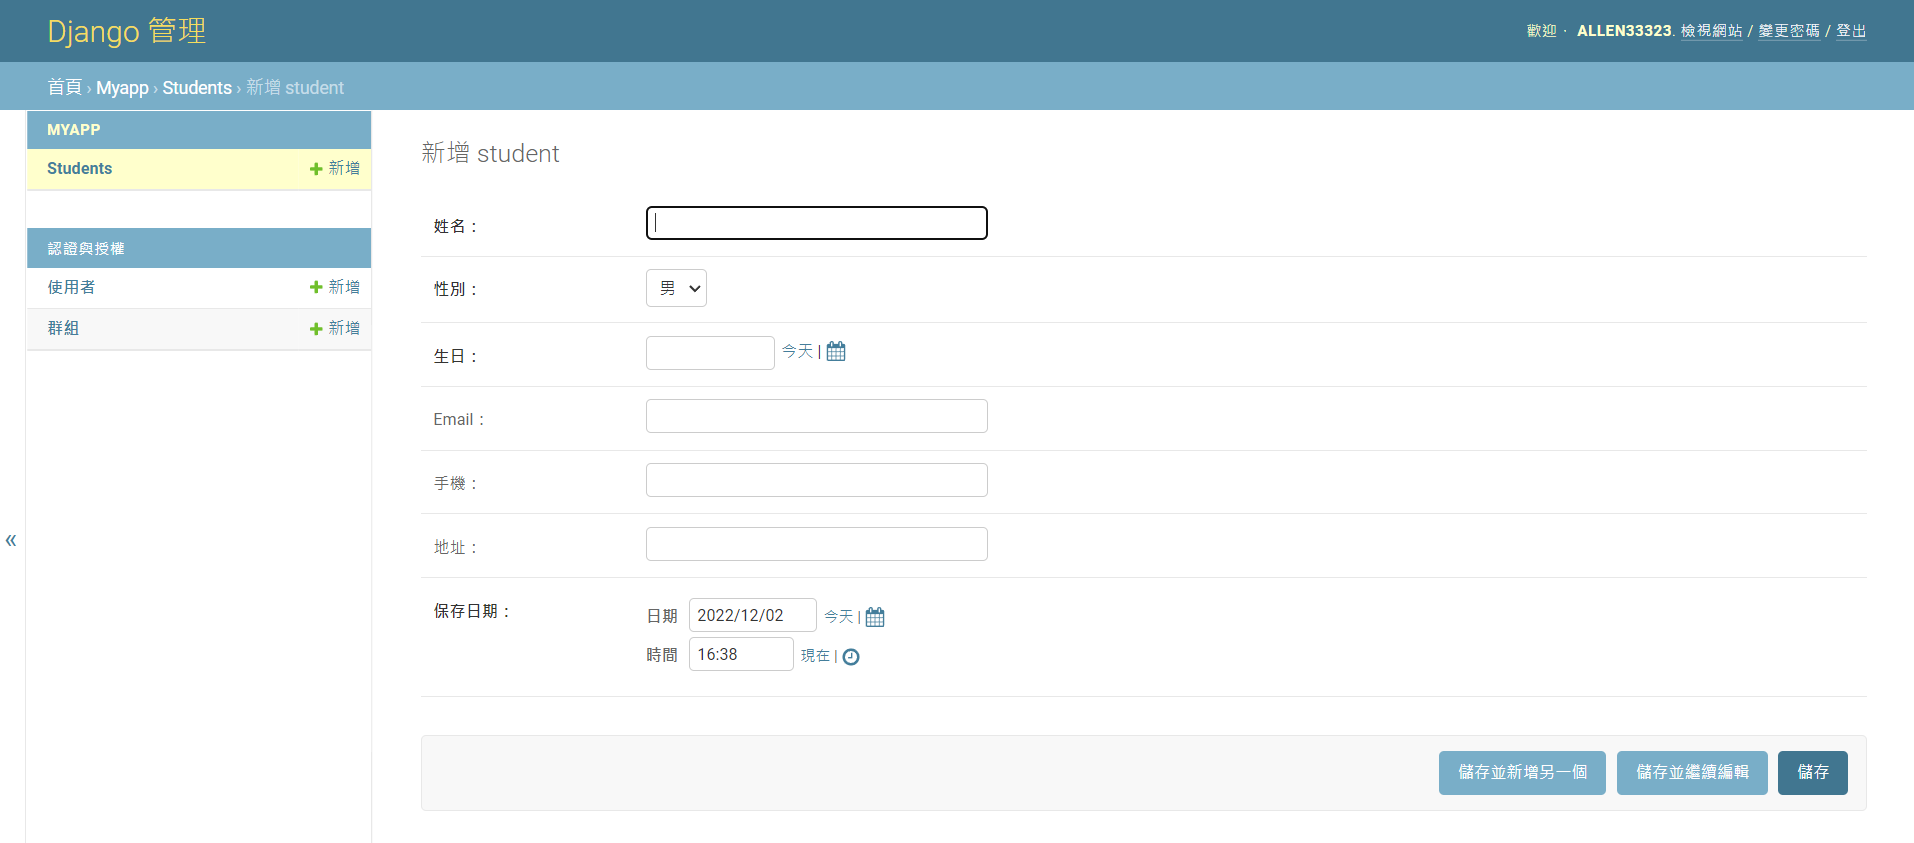 Django 管理
歡迎， ALLEN33323. 檢視網站 / 變更密碼 / 登出
首頁 › Myapp › Students › 新增 student
MYAPP
Students 新增
認證與授權
使用者 新增
群組 新增
«
新增 student
姓名：
性別： 男
生日： 今天 |
Email：
手機：
地址：
保存日期： 日期 2022/12/02 今天 |
時間 16:38 現在 |
儲存並新增另一個 儲存並繼續編輯 儲存